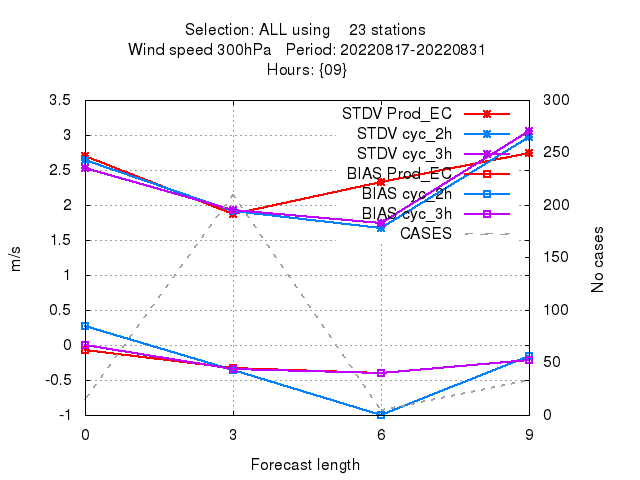 Selection: ALL using 23 stations
Wind speed 300hPa Period: 20220817-20220831
Hours: {09}
3.5
3
2.5
2
1.5
1
0.5
0
-0.5
-1
300
250
200
150
100
50
0
STDV Prod_EC
STDV cyc_2h
STDV cyc_3h
BIAS Prod_EC
BIAS cyc_2h
BIAS cyc_3h
CASES
m/s
No cases
0 3 6 9
Forecast length